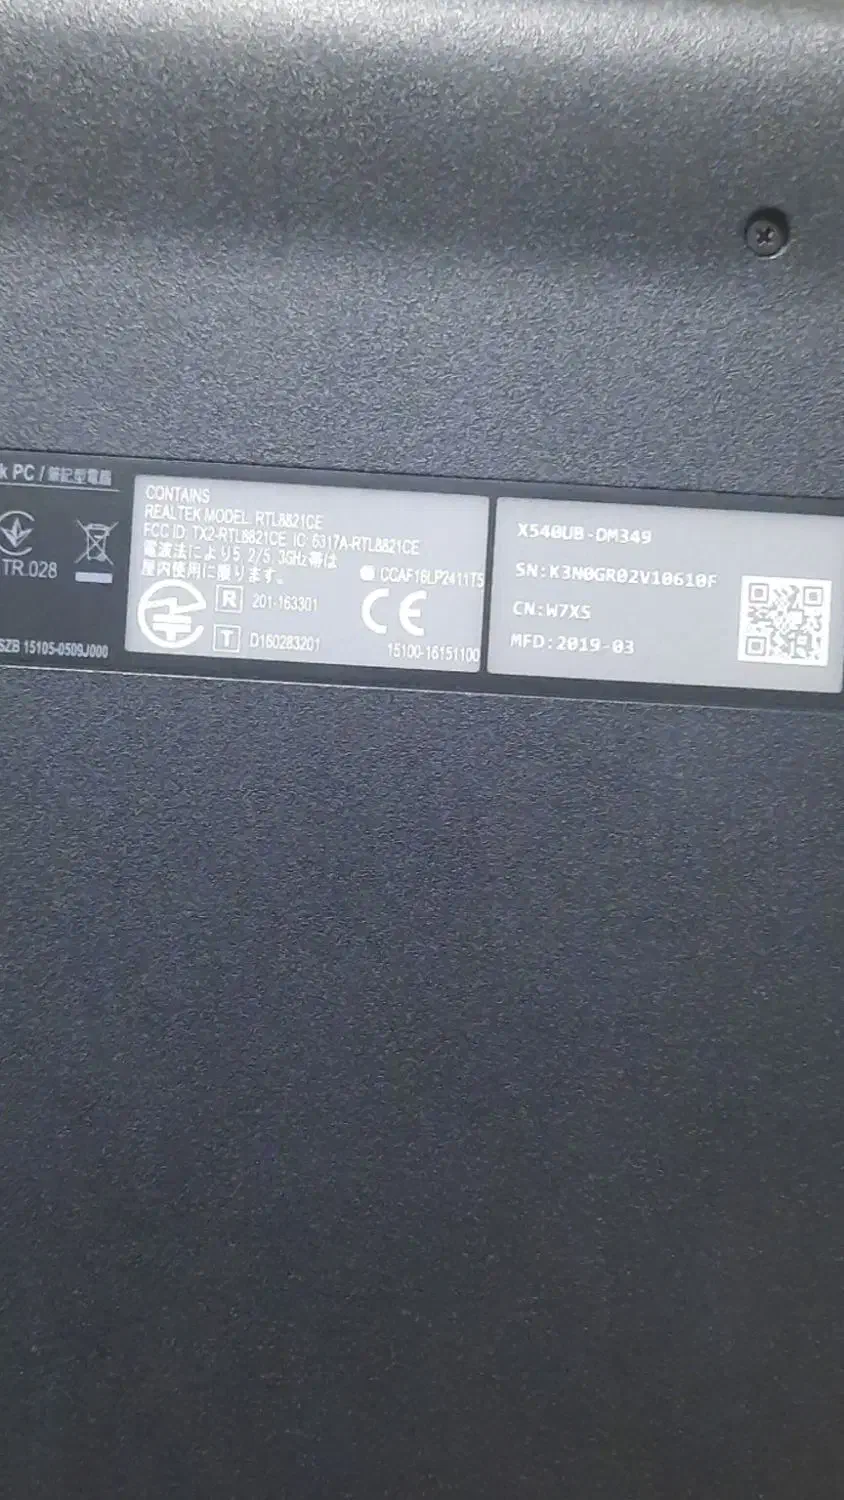 k PC / 筆記型電腦
TR.028
SZB 15105-0509J000
CONTAINS
REALTEK MODEL: RTL8821CE
FCC ID: TX2-RTL8821CE IC: 6317A-RTL8821CE
電波法により5.2/5.3GHz帯は
屋内使用に限ります。
CCAF16LP2411T5
R 201-163301
CE
T D160283201
15100-16151100
X540UB-DM349
SN:K3N0GR02V10610F
CN:W7XS
MFD:2019-03